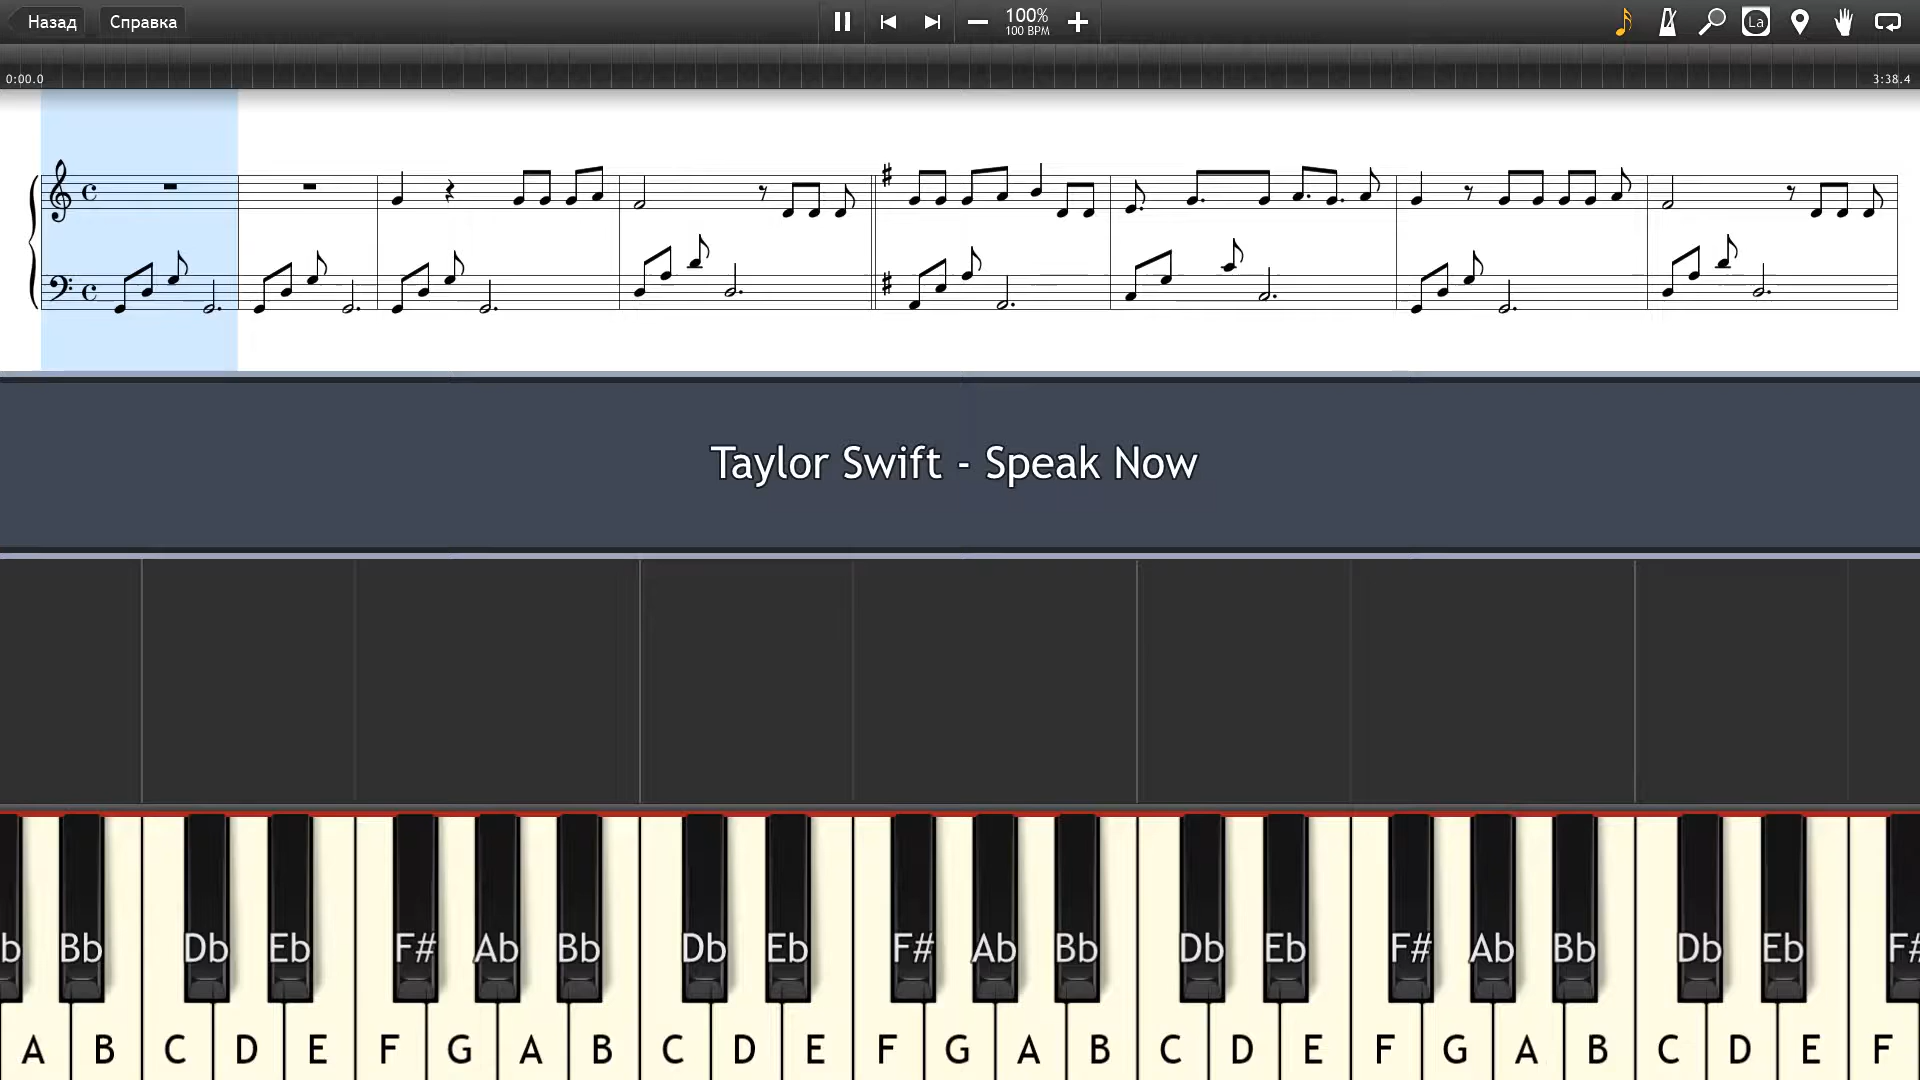 Назад Справка 100% La
100 BPM
0:00.0 3:38.4
Taylor Swift - Speak Now
b Bb Db Eb F# Ab Bb Db Eb F# Ab Bb Db Eb F# Ab Bb Db Eb F#
A B C D E F G A B C D E F G A B C D E F G A B C D E F